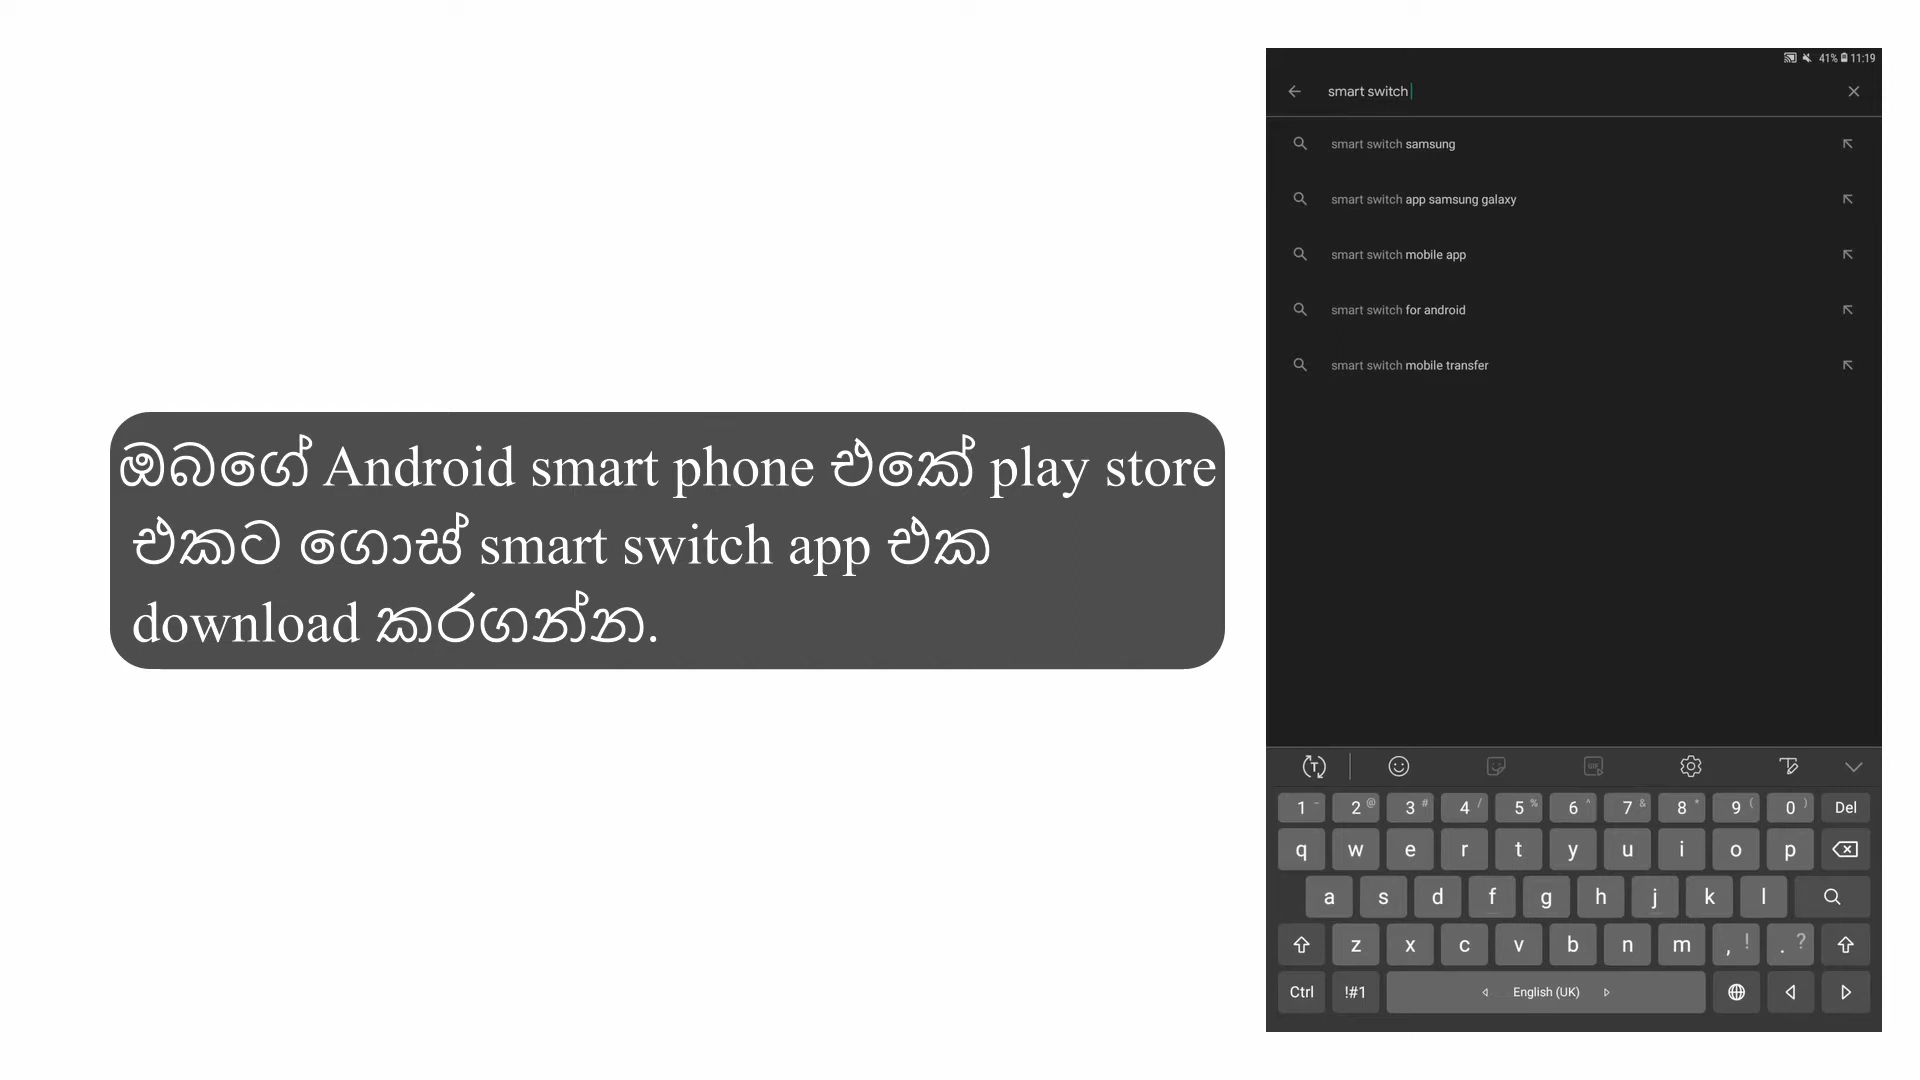 ඔබගේ Android smart phone එකේ play store
එකට ගොස් smart switch app එක
download කරගන්න.
41% 11:19
smart switch
smart switch samsung
smart switch app samsung galaxy
smart switch mobile app
smart switch for android
smart switch mobile transfer
T GIF T
1 - 2 @ 3 # 4 / 5 % 6 ^ 7 & 8 * 9 ( 0 ) Del
q w e r t y u i o p
a s d f g h j k l
z x c v b n m , ! . ?
Ctrl !#1 English (UK)